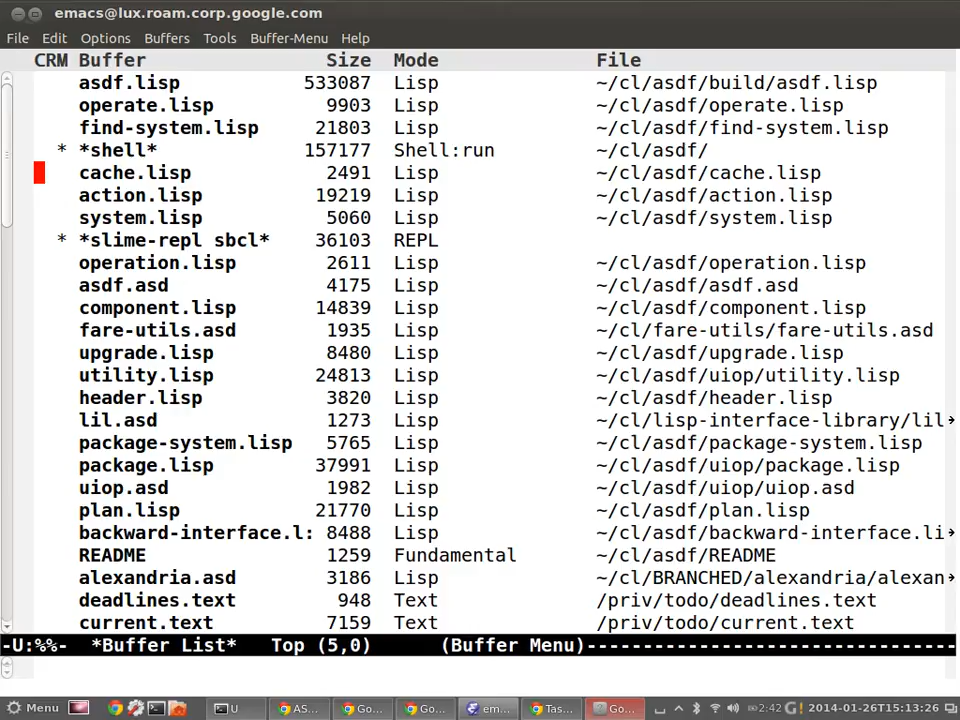 emacs@lux.roam.corp.google.com
File Edit Options Buffers Tools Buffer-Menu Help
CRM Buffer Size Mode File
asdf.lisp 533087 Lisp ~/cl/asdf/build/asdf.lisp
operate.lisp 9903 Lisp ~/cl/asdf/operate.lisp
find-system.lisp 21803 Lisp ~/cl/asdf/find-system.lisp
* *shell* 157177 Shell:run ~/cl/asdf/
cache.lisp 2491 Lisp ~/cl/asdf/cache.lisp
action.lisp 19219 Lisp ~/cl/asdf/action.lisp
system.lisp 5060 Lisp ~/cl/asdf/system.lisp
* *slime-repl sbcl* 36103 REPL
operation.lisp 2611 Lisp ~/cl/asdf/operation.lisp
asdf.asd 4175 Lisp ~/cl/asdf/asdf.asd
component.lisp 14839 Lisp ~/cl/asdf/component.lisp
fare-utils.asd 1935 Lisp ~/cl/fare-utils/fare-utils.asd
upgrade.lisp 8480 Lisp ~/cl/asdf/upgrade.lisp
utility.lisp 24813 Lisp ~/cl/asdf/uiop/utility.lisp
header.lisp 3820 Lisp ~/cl/asdf/header.lisp
lil.asd 1273 Lisp ~/cl/lisp-interface-library/lil→
package-system.lisp 5765 Lisp ~/cl/asdf/package-system.lisp
package.lisp 37991 Lisp ~/cl/asdf/uiop/package.lisp
uiop.asd 1982 Lisp ~/cl/asdf/uiop/uiop.asd
plan.lisp 21770 Lisp ~/cl/asdf/plan.lisp
backward-interface.l: 8488 Lisp ~/cl/asdf/backward-interface.li→
README 1259 Fundamental ~/cl/asdf/README
alexandria.asd 3186 Lisp ~/cl/BRANCHED/alexandria/alexan→
deadlines.text 948 Text /priv/todo/deadlines.text
current.text 7159 Text /priv/todo/current.text
-U:%%- *Buffer List* Top (5,0) (Buffer Menu)---------------------------------
Menu U AS... Go... Go... em... Tas... Go... 2:42 2014-01-26T15:13:26